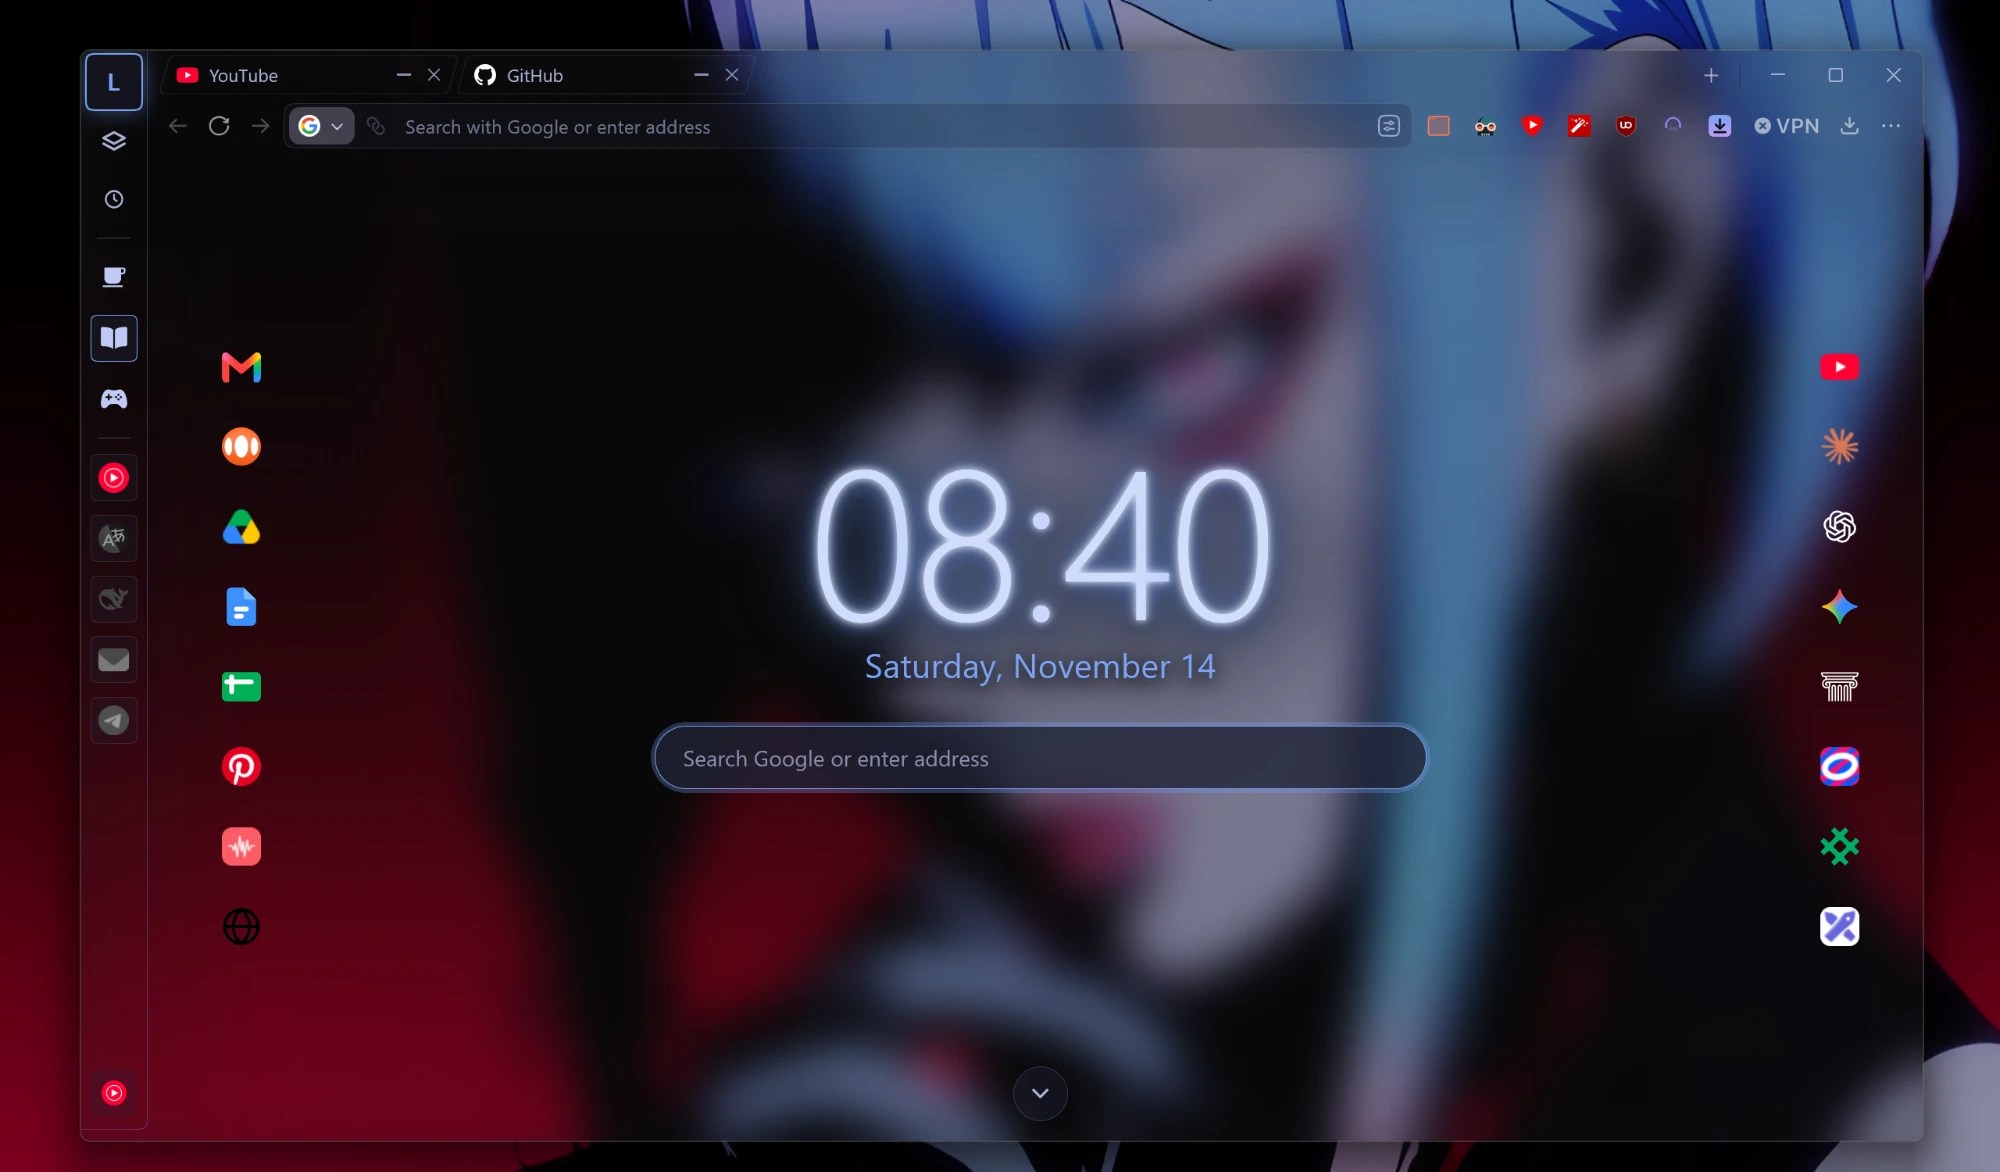 L
YouTube
GitHub
Search with Google or enter address
VPN
08:40
Saturday, November 14
Search Google or enter address